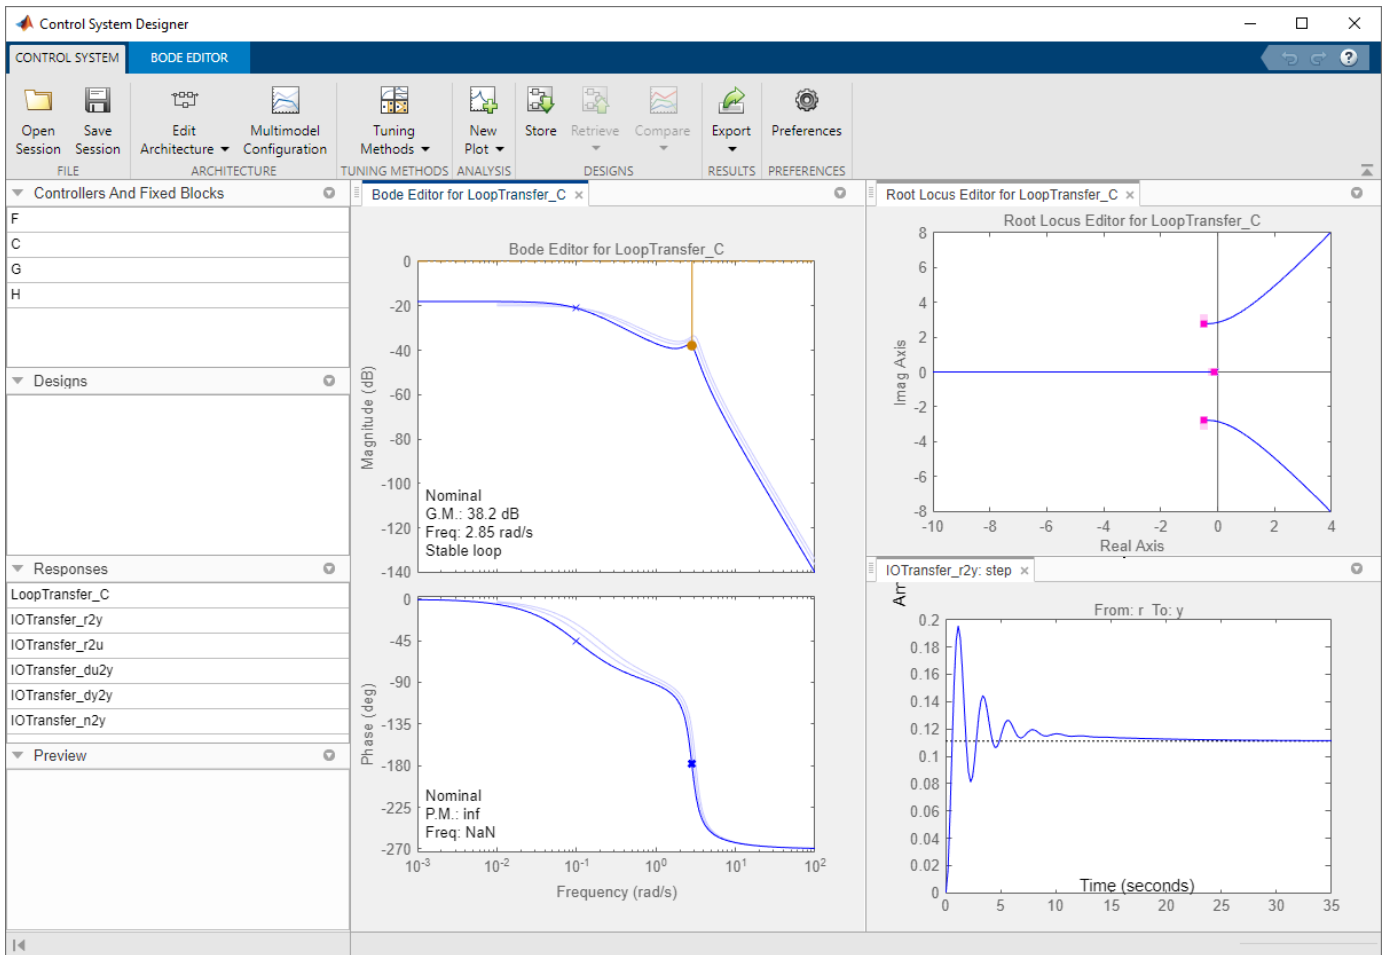 Control System Designer
CONTROL SYSTEM
BODE EDITOR
?
Open Session
Save Session
Edit Architecture
Multimodel Configuration
Tuning Methods
New Plot
Store
Retrieve
Compare
Export
Preferences
FILE
ARCHITECTURE
TUNING METHODS
ANALYSIS
DESIGNS
RESULTS
PREFERENCES
Controllers And Fixed Blocks
F
C
G
H
Designs
Responses
LoopTransfer_C
IOTransfer_r2y
IOTransfer_r2u
IOTransfer_du2y
IOTransfer_dy2y
IOTransfer_n2y
Preview
Bode Editor for LoopTransfer_C
Bode Editor for LoopTransfer_C
Magnitude (dB)
0
-20
-40
-60
-80
-100
-120
-140
Nominal
G.M.: 38.2 dB
Freq: 2.85 rad/s
Stable loop
Phase (deg)
0
-45
-90
-135
-180
-225
-270
Nominal
P.M.: inf
Freq: NaN
10^-3 10^-2 10^-1 10^0 10^1 10^2
Frequency (rad/s)
Root Locus Editor for LoopTransfer_C
Root Locus Editor for LoopTransfer_C
Imag Axis
8
6
4
2
0
-2
-4
-6
-8
-10 -8 -6 -4 -2 0 2 4
Real Axis
IOTransfer_r2y: step
From: r To: y
0.2
0.18
0.16
0.14
0.12
0.1
0.08
0.06
0.04
0.02
0
Time (seconds)
0 5 10 15 20 25 30 35